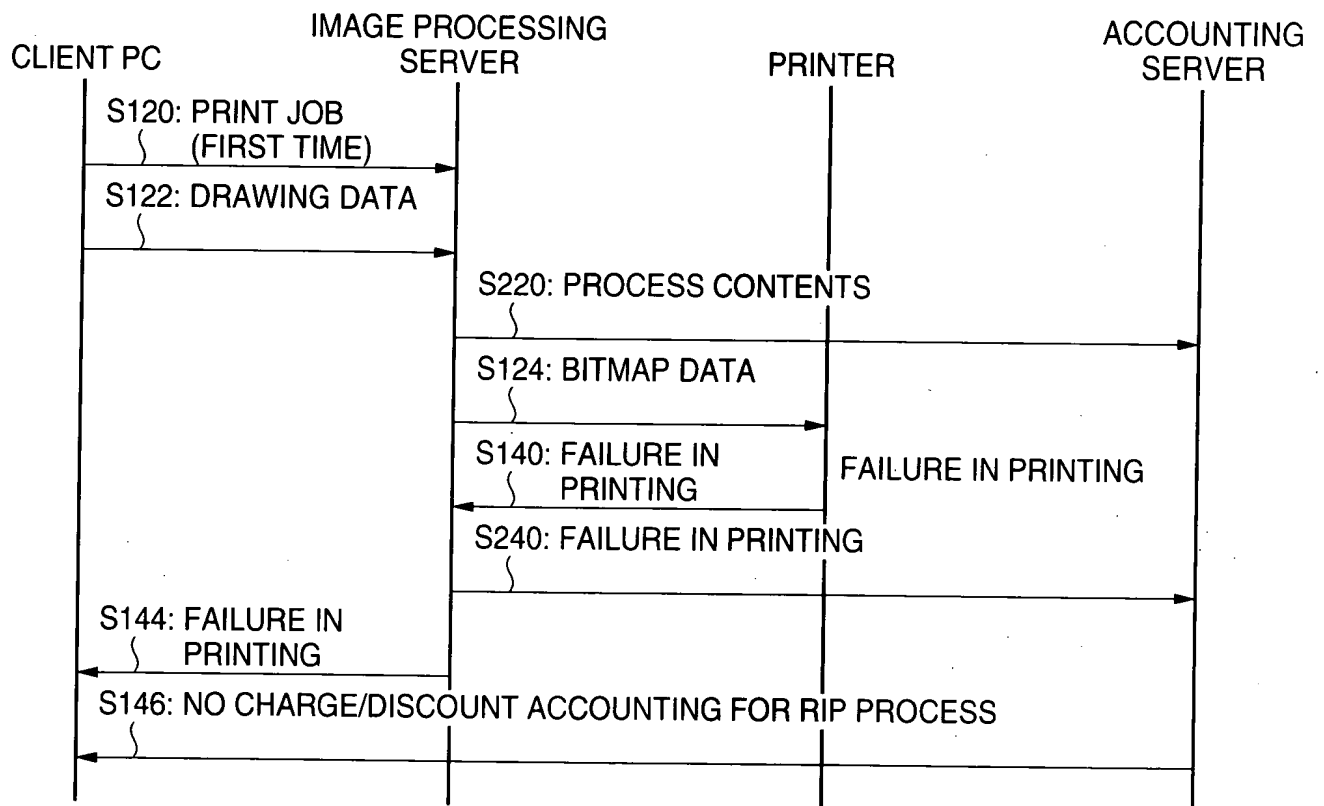 CLIENT PC
IMAGE PROCESSING
SERVER
PRINTER
ACCOUNTING
SERVER
S120: PRINT JOB
(FIRST TIME)
S122: DRAWING DATA
S220: PROCESS CONTENTS
S124: BITMAP DATA
S140: FAILURE IN
PRINTING
FAILURE IN PRINTING
S240: FAILURE IN PRINTING
S144: FAILURE IN
PRINTING
S146: NO CHARGE/DISCOUNT ACCOUNTING FOR RIP PROCESS